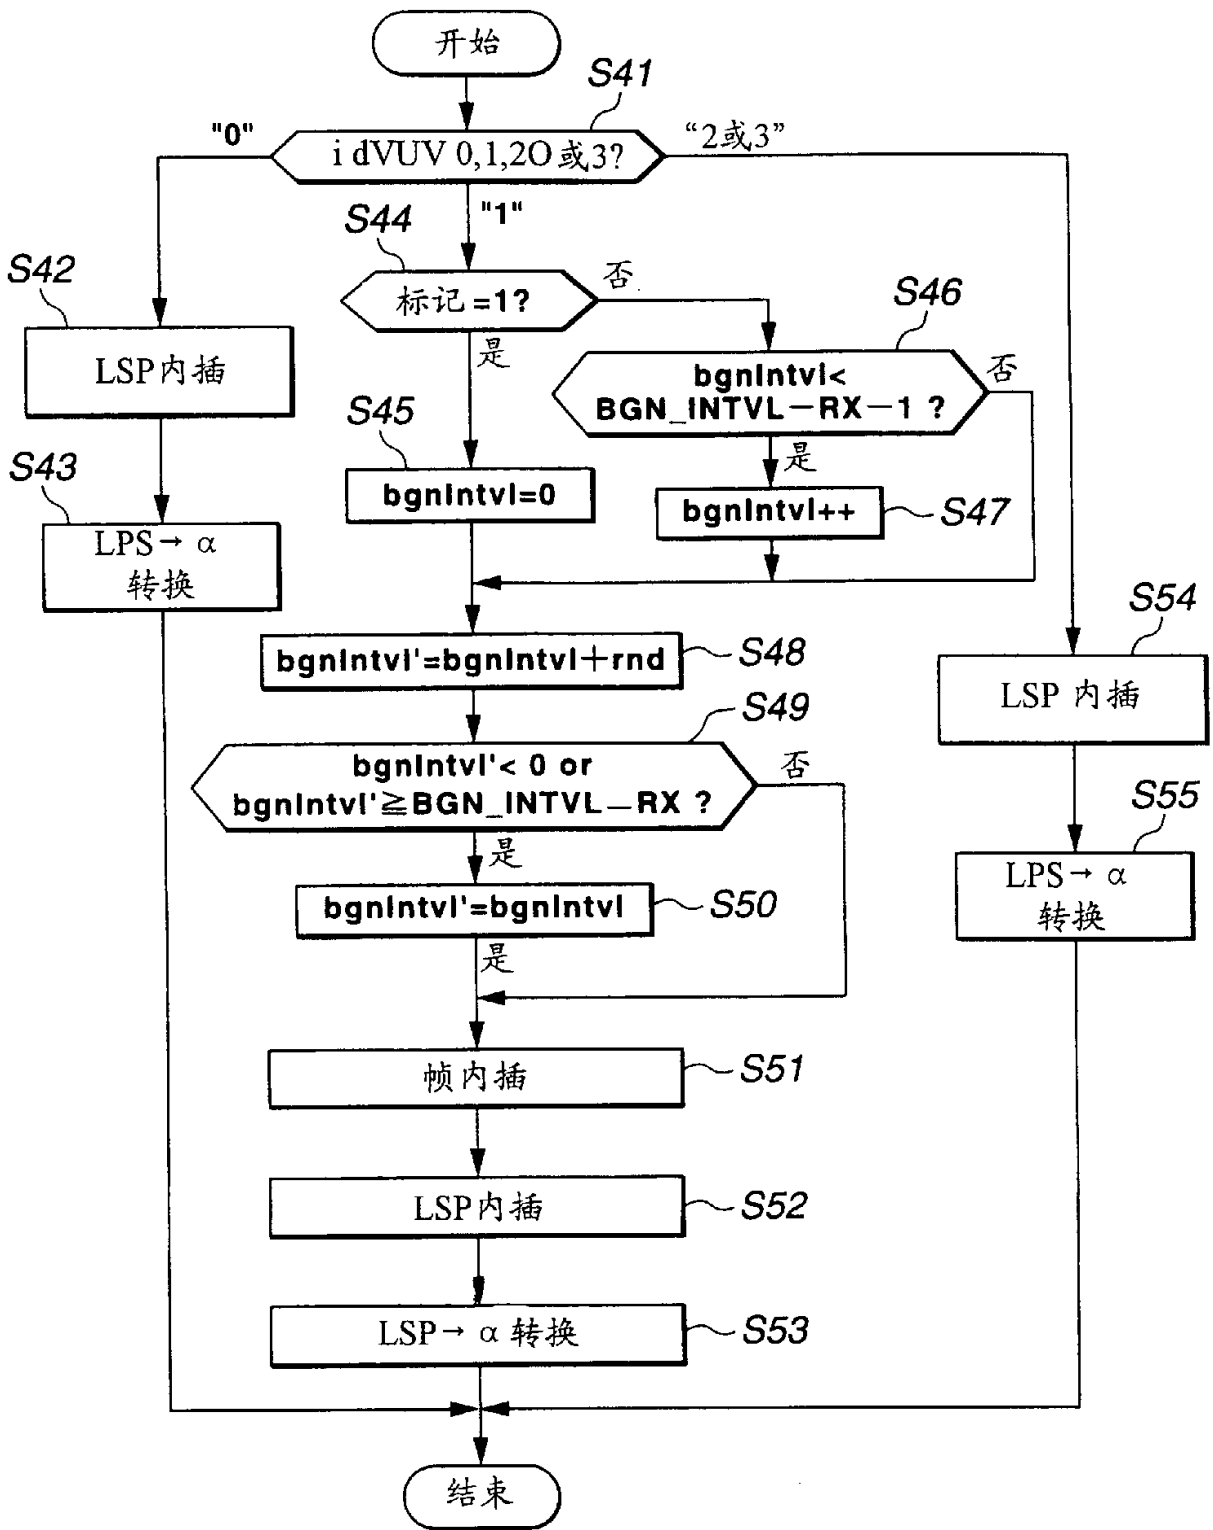 开始
S41
"0"
i dVUV 0,1,2O或3?
“2或3”
"1"
S44
标记=1?
否
S42
LSP内插
是
S46
bgnIntvl<
BGN_INTVL－RX－1 ?
否
S45
bgnIntvl=0
是
bgnIntvl++
S47
S43
LPS→ α
转换
bgnIntvl'=bgnIntvl＋rnd
S48
S54
LSP 内插
S49
bgnIntvl'< 0 or
bgnIntvl'≧BGN_INTVL－RX ?
否
是
S55
LPS→ α
转换
bgnIntvl'=bgnIntvl
S50
是
帧内插
S51
LSP内插
S52
LSP→ α 转换
S53
结束